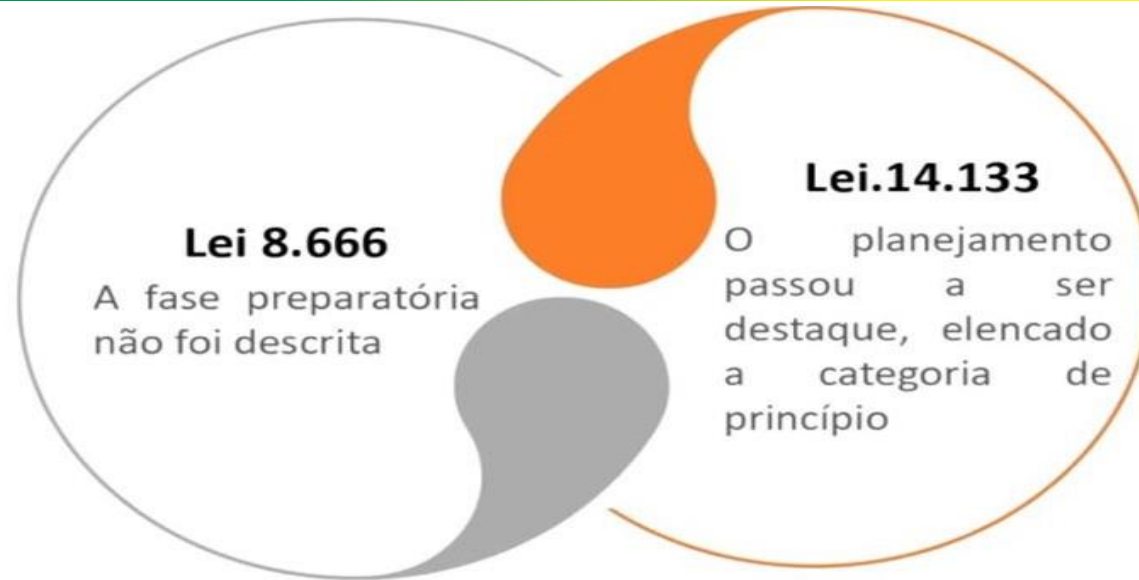 Lei 8.666
A fase preparatória
não foi descrita
Lei.14.133
O planejamento
passou a ser
destaque, elencado
a categoria de
princípio